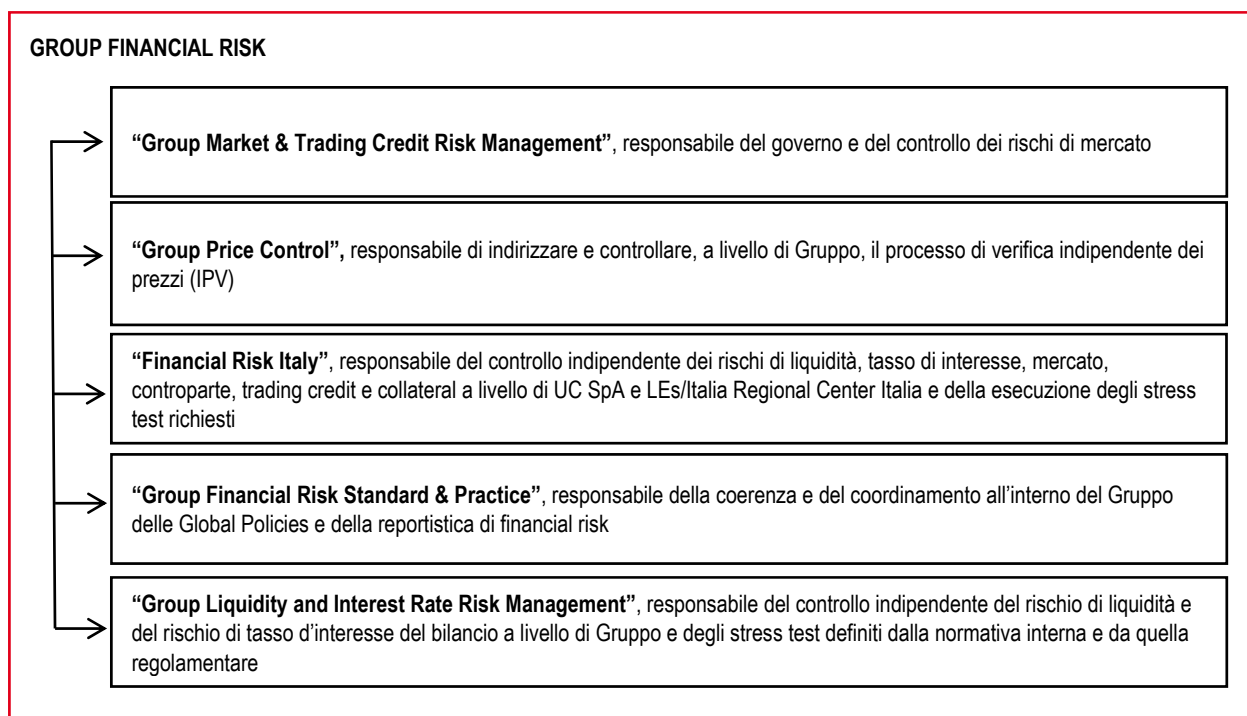 GROUP FINANCIAL RISK
“Group Market & Trading Credit Risk Management”, responsabile del governo e del controllo dei rischi di mercato
“Group Price Control”, responsabile di indirizzare e controllare, a livello di Gruppo, il processo di verifica indipendente dei
prezzi (IPV)
“Financial Risk Italy”, responsabile del controllo indipendente dei rischi di liquidità, tasso di interesse, mercato,
controparte, trading credit e collateral a livello di UC SpA e LEs/Italia Regional Center Italia e della esecuzione degli stress
test richiesti
“Group Financial Risk Standard & Practice”, responsabile della coerenza e del coordinamento all’interno del Gruppo
delle Global Policies e della reportistica di financial risk
“Group Liquidity and Interest Rate Risk Management”, responsabile del controllo indipendente del rischio di liquidità e
del rischio di tasso d’interesse del bilancio a livello di Gruppo e degli stress test definiti dalla normativa interna e da quella
regolamentare